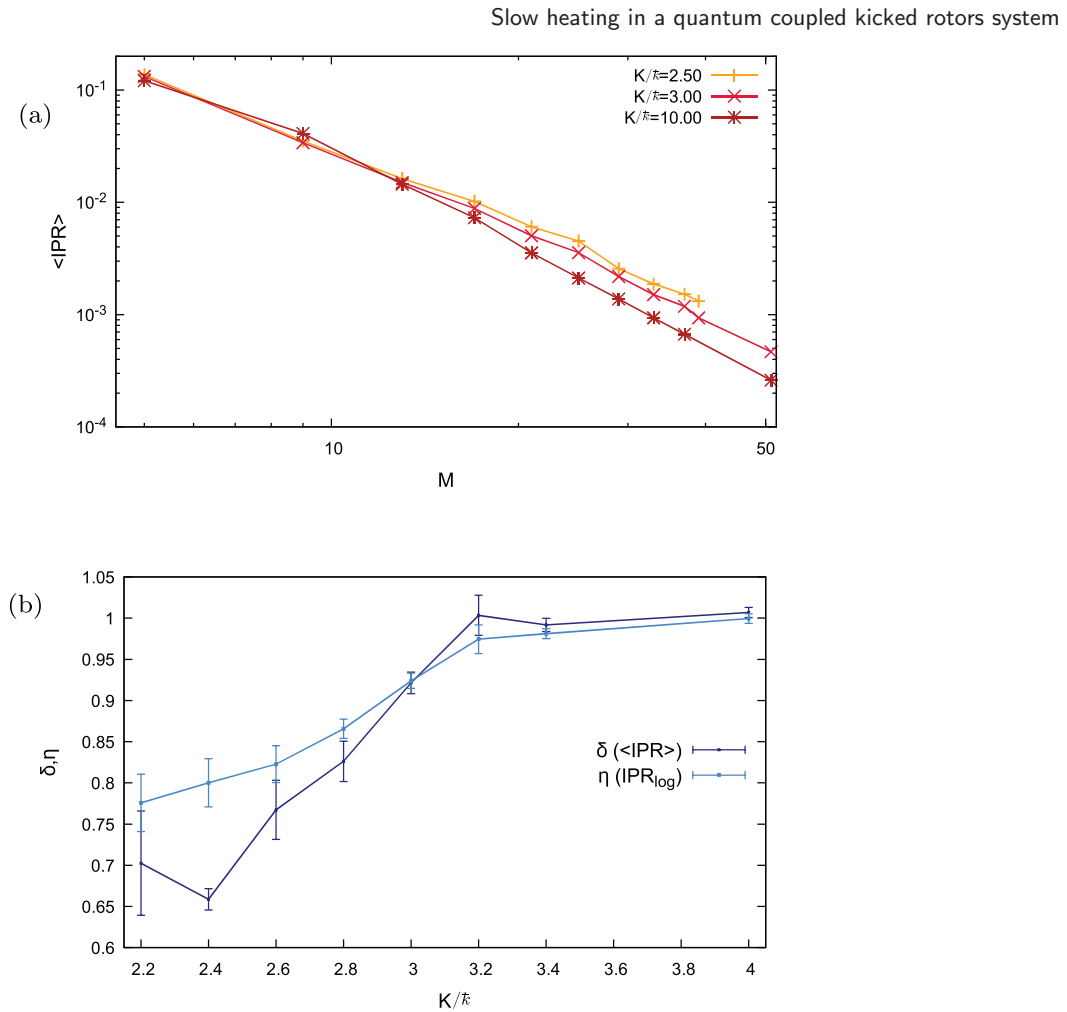 Slow heating in a quantum coupled kicked rotors system
(a)
<IPR>
10⁻¹
10⁻²
10⁻³
10⁻⁴
K/ƛ=2.50
K/ƛ=3.00
K/ƛ=10.00
10
50
M
(b)
δ,η
1.05
1
0.95
0.9
0.85
0.8
0.75
0.7
0.65
0.6
δ (<IPR>)
η (IPR_log)
2.2 2.4 2.6 2.8 3 3.2 3.4 3.6 3.8 4
K/ƛ